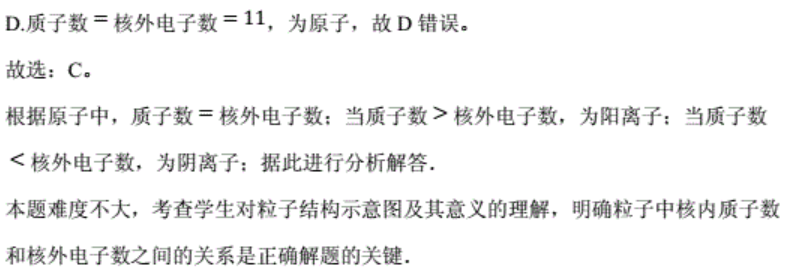 D.质子数=核外电子数=11，为原子，故 D 错误。
故选：C。
根据原子中，质子数=核外电子数；当质子数>核外电子数，为阳离子；当质子数
<核外电子数，为阴离子；据此进行分析解答．
本题难度不大，考查学生对粒子结构示意图及其意义的理解，明确粒子中核内质子数
和核外电子数之间的关系是正确解题的关键．